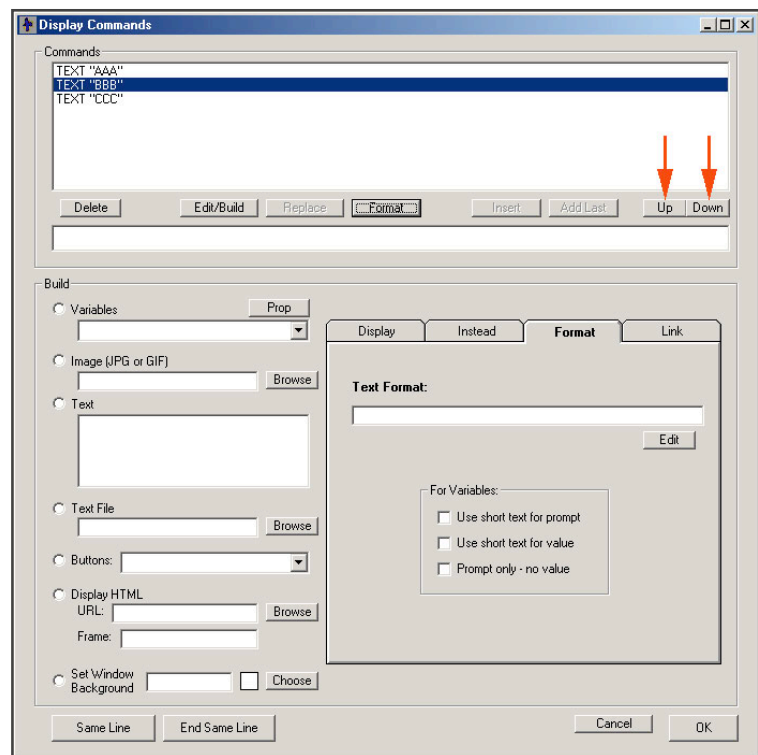 Display Commands
Commands
TEXT "AAA"
TEXT "BBB"
TEXT "CCC"
Delete Edit/Build Replace Format Insert Add Last Up Down
Build
Variables Prop
Image (JPG or GIF)
Browse
Text
Text File
Browse
Buttons:
Display HTML
URL: Browse
Frame:
Set Window
Background Choose
Display Instead Format Link
Text Format:
Edit
For Variables:
Use short text for prompt
Use short text for value
Prompt only - no value
Same Line End Same Line Cancel OK